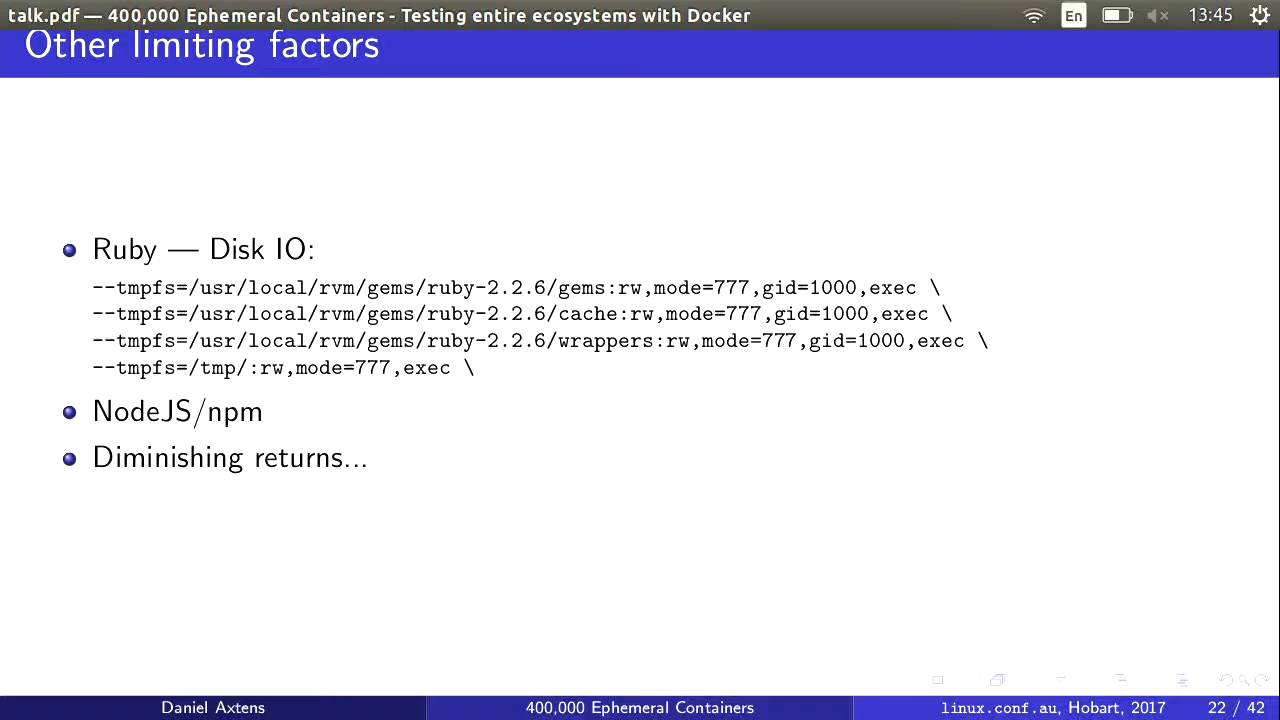 talk.pdf — 400,000 Ephemeral Containers - Testing entire ecosystems with Docker
En
13:45
Other limiting factors
Ruby — Disk IO:
--tmpfs=/usr/local/rvm/gems/ruby-2.2.6/gems:rw,mode=777,gid=1000,exec \
--tmpfs=/usr/local/rvm/gems/ruby-2.2.6/cache:rw,mode=777,gid=1000,exec \
--tmpfs=/usr/local/rvm/gems/ruby-2.2.6/wrappers:rw,mode=777,gid=1000,exec \
--tmpfs=/tmp/:rw,mode=777,exec \
NodeJS/npm
Diminishing returns...
Daniel Axtens
400,000 Ephemeral Containers
linux.conf.au, Hobart, 2017
22 / 42